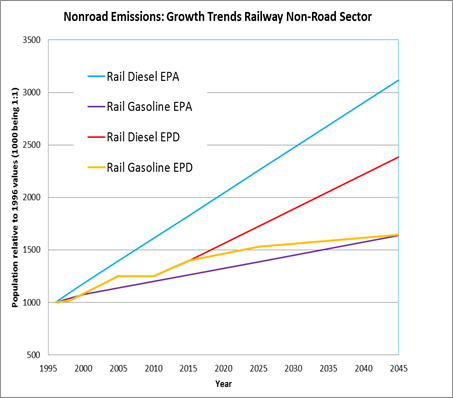 Nonroad Emissions: Growth Trends Railway Non-Road Sector
3500
3000
2500
2000
1500
1000
500
Population relative to 1996 values (1000 being 1:1)
Rail Diesel EPA
Rail Gasoline EPA
Rail Diesel EPD
Rail Gasoline EPD
1995 2000 2005 2010 2015 2020 2025 2030 2035 2040 2045
Year